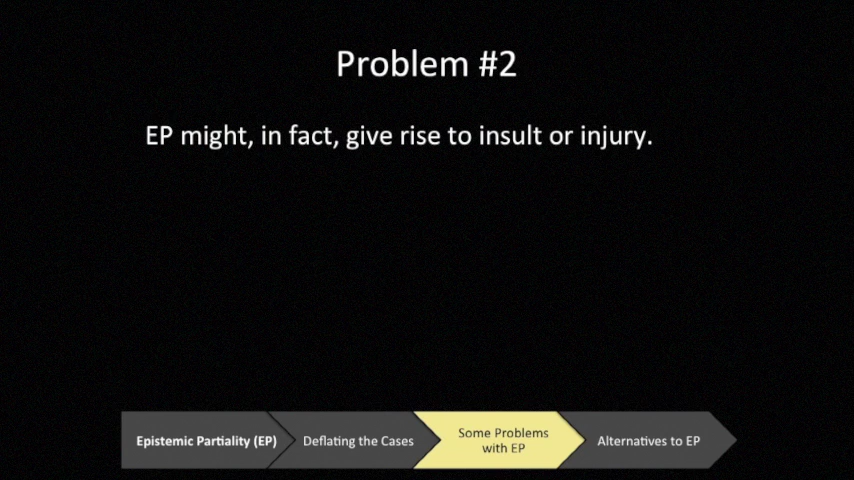 Problem #2
EP might, in fact, give rise to insult or injury.
Epistemic Partiality (EP)
Deflating the Cases
Some Problems
with EP
Alternatives to EP